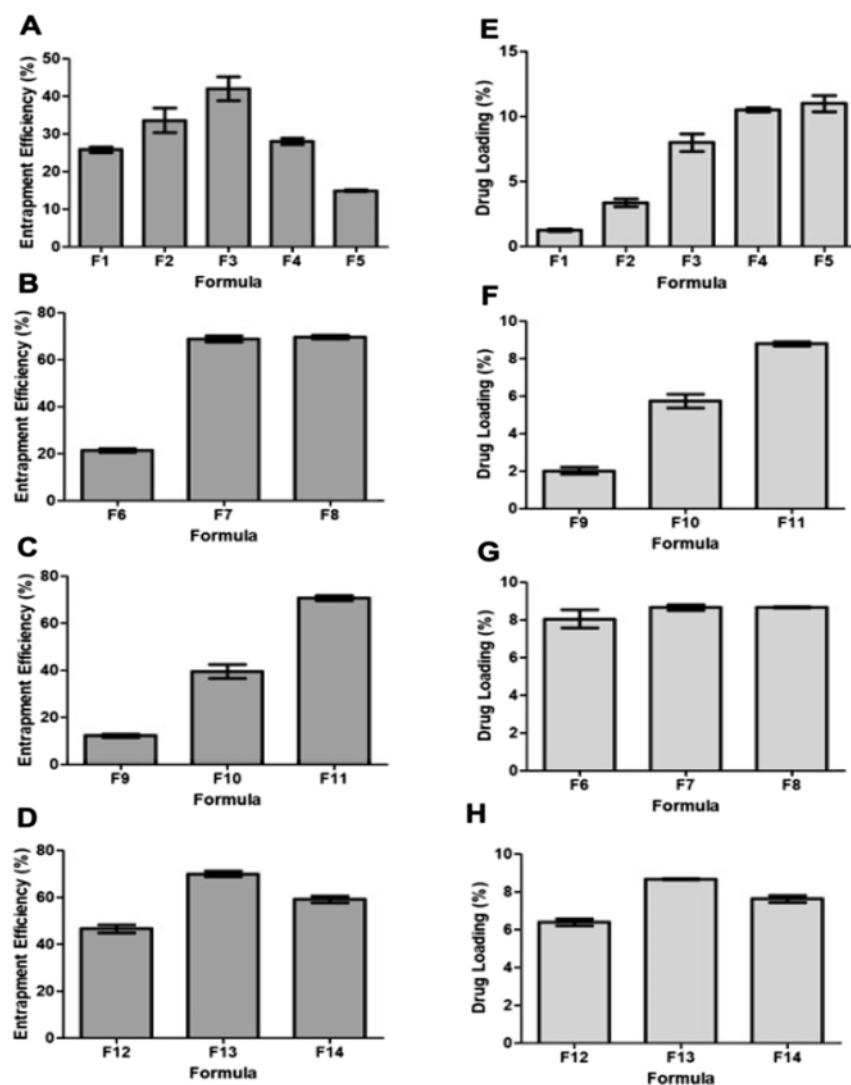 A
Entrapment Efficiency (%)
50
40
30
20
10
0
F1 F2 F3 F4 F5
Formula
B
Entrapment Efficiency (%)
80
60
40
20
0
F6 F7 F8
Formula
C
Entrapment Efficiency (%)
80
60
40
20
0
F9 F10 F11
Formula
D
Entrapment Efficiency (%)
80
60
40
20
0
F12 F13 F14
Formula
E
Drug Loading (%)
15
10
5
0
F1 F2 F3 F4 F5
Formula
F
Drug Loading (%)
10
8
6
4
2
0
F9 F10 F11
Formula
G
Drug Loading (%)
10
8
6
4
2
0
F6 F7 F8
Formula
H
Drug Loading (%)
10
8
6
4
2
0
F12 F13 F14
Formula